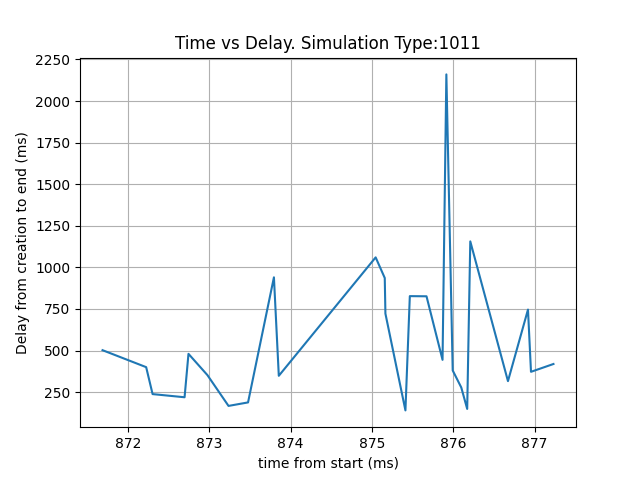 Time vs Delay. Simulation Type:1011
Delay from creation to end (ms)
2250
2000
1750
1500
1250
1000
750
500
250
872 873 874 875 876 877
time from start (ms)